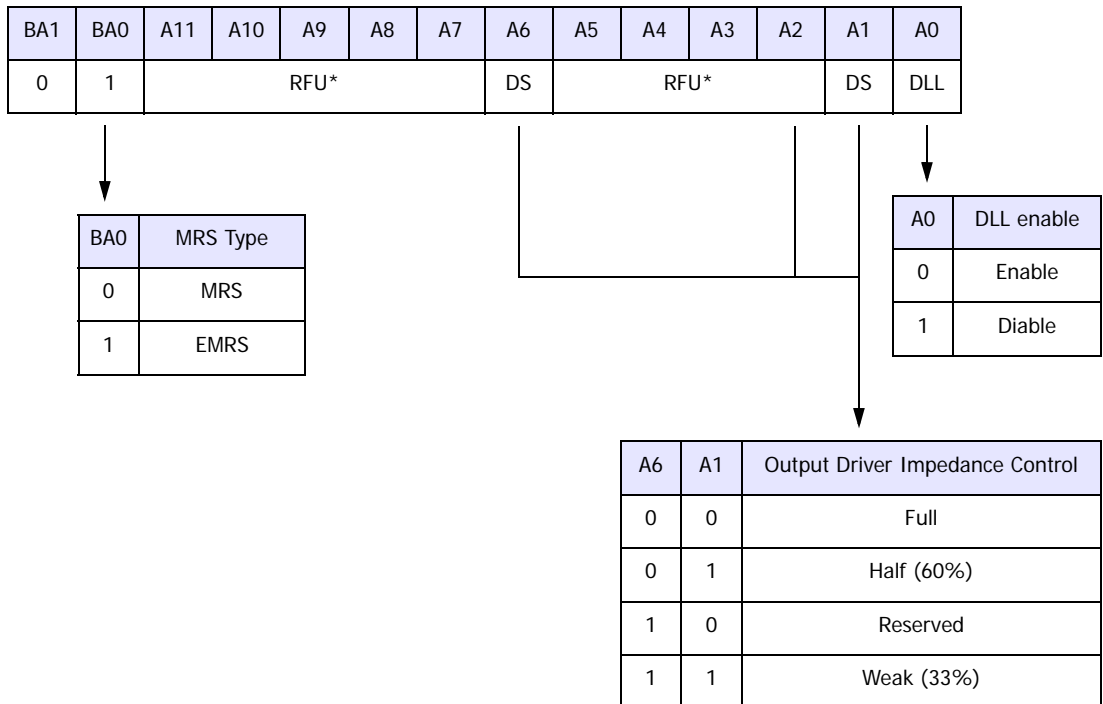 BA1 BA0 A11 A10 A9 A8 A7 A6 A5 A4 A3 A2 A1 A0
0 1 RFU* DS RFU* DS DLL
BA0 MRS Type
0 MRS
1 EMRS
A0 DLL enable
0 Enable
1 Diable
A6 A1 Output Driver Impedance Control
0 0 Full
0 1 Half (60%)
1 0 Reserved
1 1 Weak (33%)